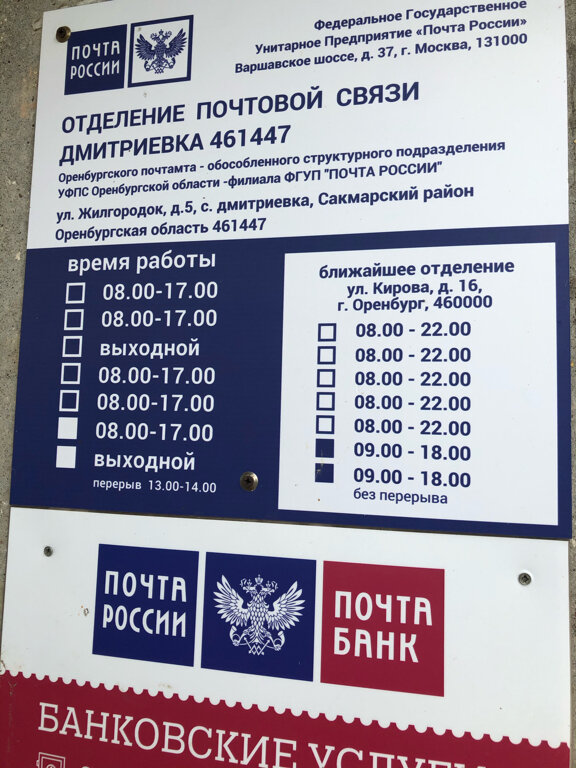 ПОЧТА
РОССИИ
Федеральное Государственное
Унитарное Предприятие «Почта России»
Варшавское шоссе, д. 37, г. Москва, 131000
ОТДЕЛЕНИЕ ПОЧТОВОЙ СВЯЗИ
ДМИТРИЕВКА 461447
Оренбургского почтамта - обособленного структурного подразделения
УФПС Оренбургской области -филиала ФГУП "ПОЧТА РОССИИ"
ул. Жилгородок, д.5, с. дмитриевка, Сакмарский район
Оренбургская область 461447
время работы
08.00-17.00
08.00-17.00
выходной
08.00-17.00
08.00-17.00
08.00-17.00
выходной
перерыв 13.00-14.00
ближайшее отделение
ул. Кирова, д. 16,
г. Оренбург, 460000
08.00 - 22.00
08.00 - 22.00
08.00 - 22.00
08.00 - 22.00
08.00 - 22.00
09.00 - 18.00
09.00 - 18.00
без перерыва
ПОЧТА
РОССИИ
ПОЧТА
БАНК
БАНКОВСКИЕ УСЛУГИ